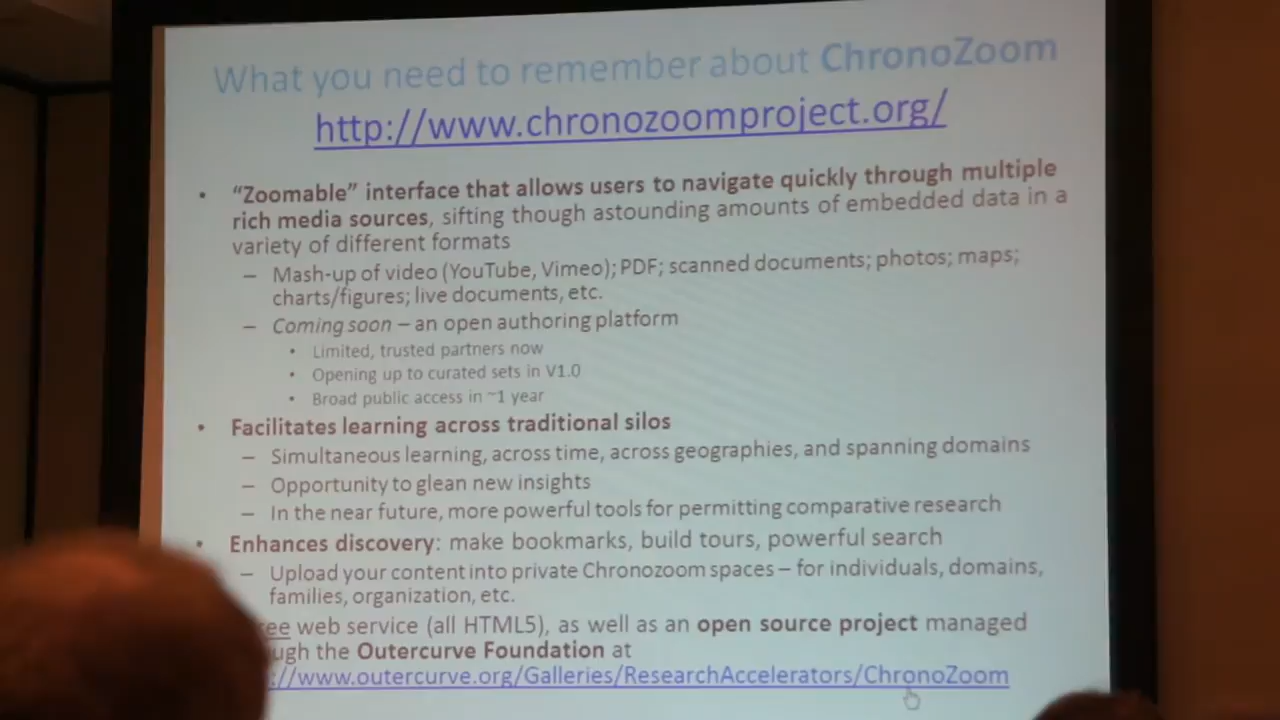 What you need to remember about ChronoZoom
http://www.chronozoomproject.org/
• “Zoomable” interface that allows users to navigate quickly through multiple
rich media sources, sifting though astounding amounts of embedded data in a
variety of different formats
– Mash-up of video (YouTube, Vimeo); PDF; scanned documents; photos; maps;
charts/figures; live documents, etc.
– Coming soon – an open authoring platform
• Limited, trusted partners now
• Opening up to curated sets in V1.0
• Broad public access in ~1 year
• Facilitates learning across traditional silos
– Simultaneous learning, across time, across geographies, and spanning domains
– Opportunity to glean new insights
– In the near future, more powerful tools for permitting comparative research
• Enhances discovery: make bookmarks, build tours, powerful search
– Upload your content into private Chronozoom spaces – for individuals, domains,
families, organization, etc.
web service (all HTML5), as well as an open source project managed
the Outercurve Foundation at
://www.outercurve.org/Galleries/ResearchAccelerators/ChronoZoom